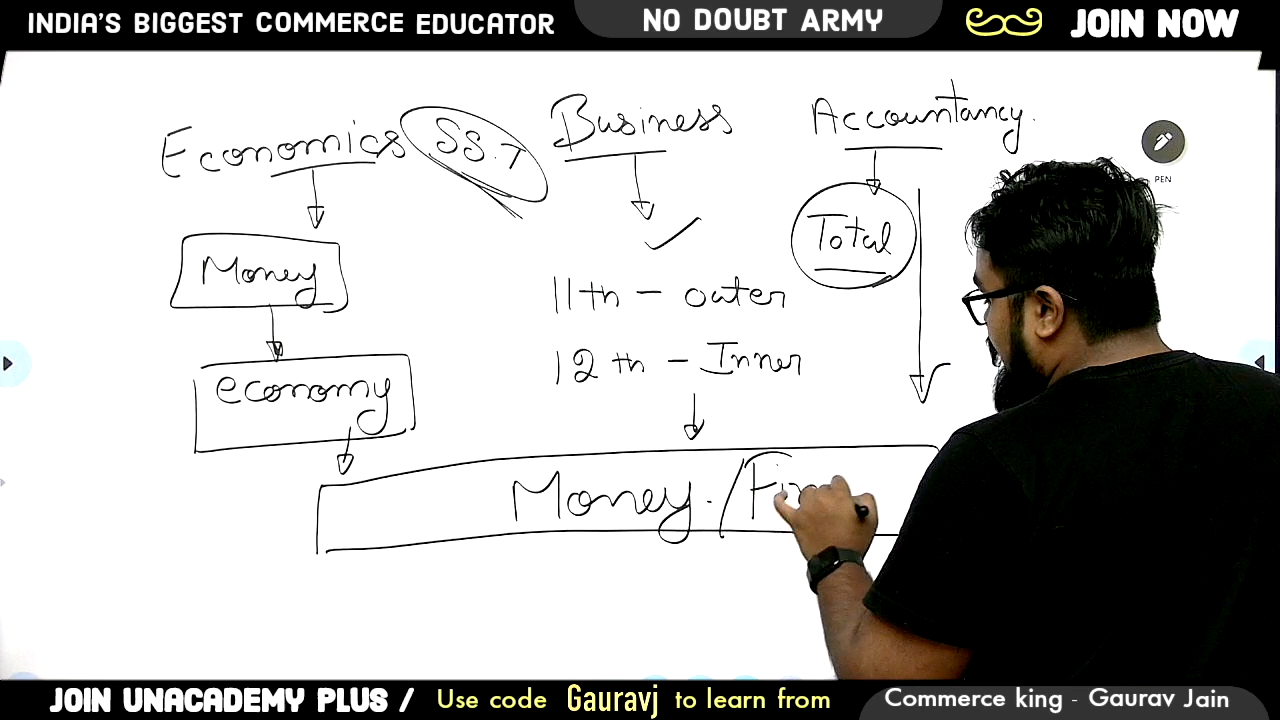 INDIA'S BIGGEST COMMERCE EDUCATOR NO DOUBT ARMY JOIN NOW
Economics SS.T Business Accountancy.
PEN
Money Total
11th - outer
economy 12th - Inner
Money. /
JOIN UNACADEMY PLUS / Use code Gauravj to learn from Commerce king - Gaurav Jain